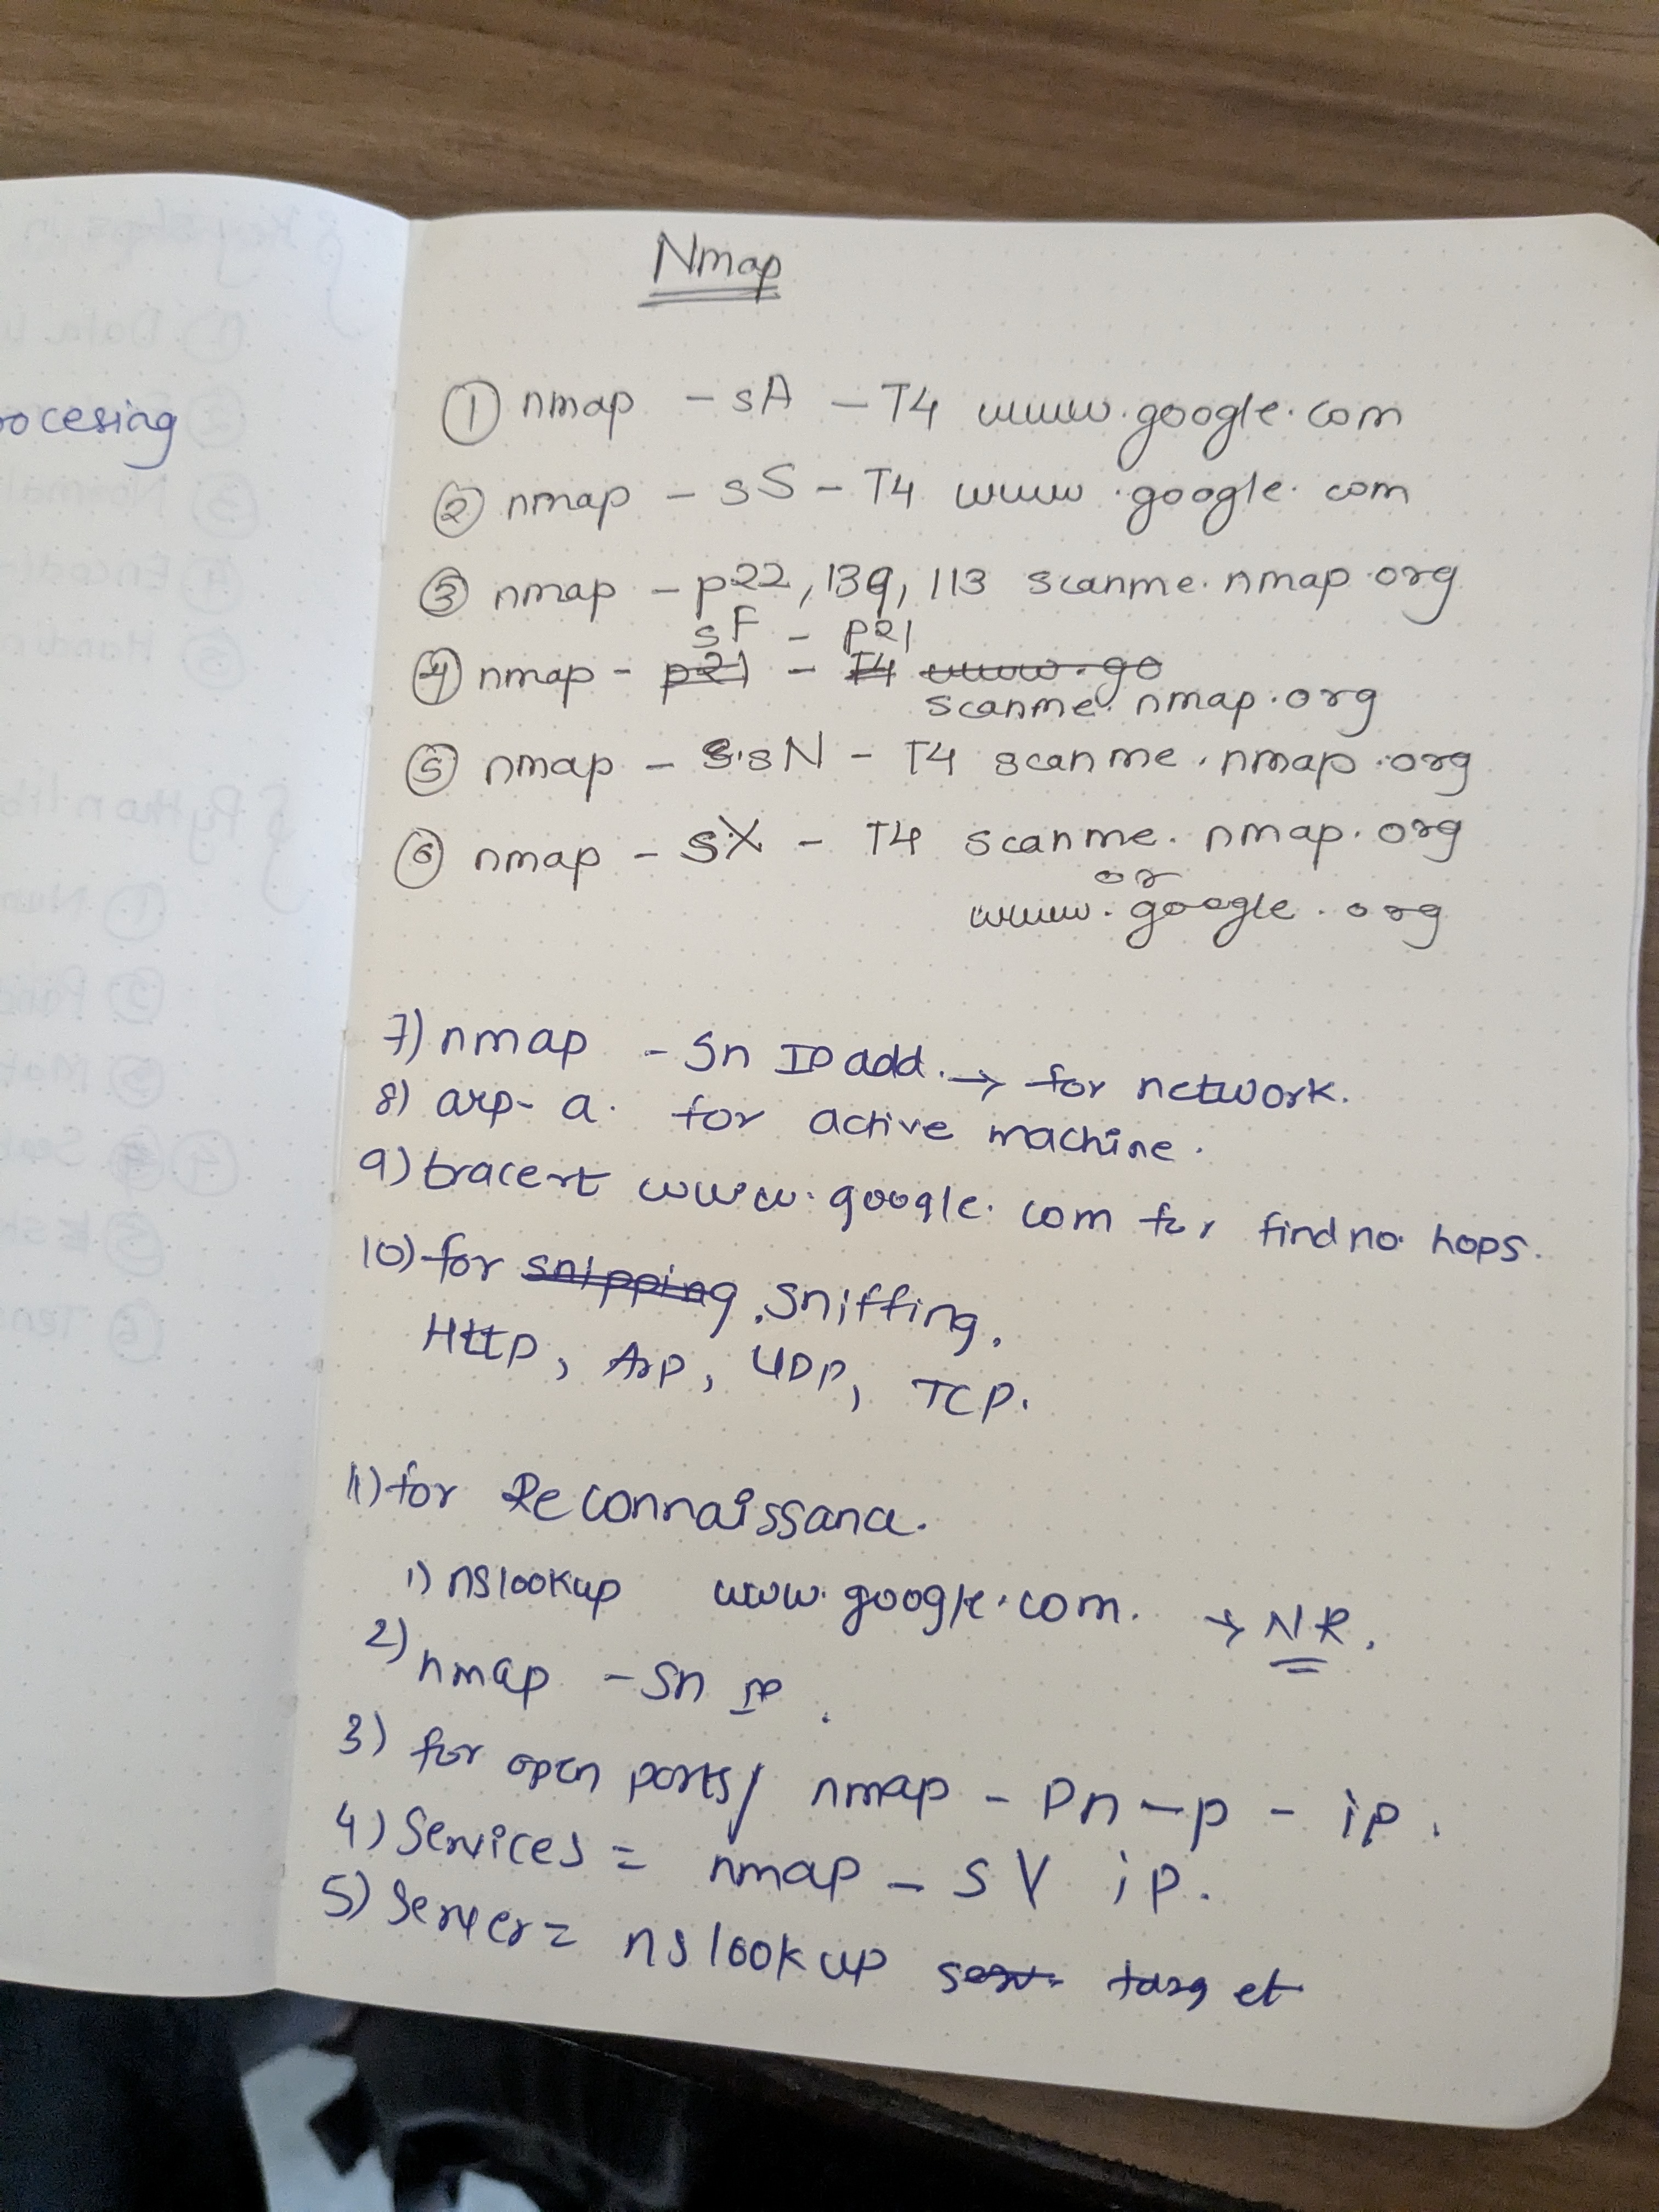 rocesing
Nmap
① nmap - sA - T4 www.google.com
② nmap - sS - T4 www.google.com
③ nmap - p22, 139, 113 scanme.nmap.org
sF - p21
④ nmap - p21 - T4 www.go
scanme.nmap.org
⑤ nmap - s.sN - T4 scanme.nmap.org
⑥ nmap - sX - T4 scanme.nmap.org
or
www.google.org
7) nmap - Sn IP add. → for network.
8) arp - a. for active machine.
9) tracert www.google.com for find no. hops.
10) for snipping . Sniffing.
Http, Arp, UDP, TCP.
11) for Reconnaissance.
1) nslookup www.google.com. → NR.
2) nmap - Sn IP.
3) for open ports/ nmap - Pn - p - ip.
4) Services = nmap - sV ip.
5) Server = nslookup serv. target